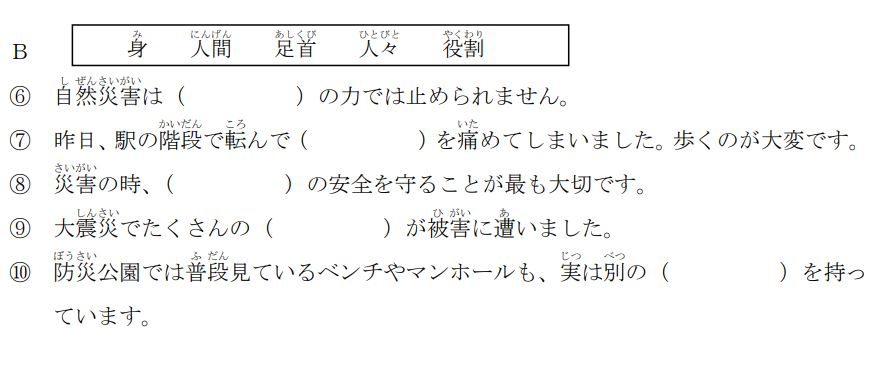 B 身 人間 足首 人々 役割
⑥ 自然災害は（　　　　　）の力では止められません。
⑦ 昨日、駅の階段で転んで（　　　　　）を痛めてしまいました。歩くのが大変です。
⑧ 災害の時、（　　　　　）の安全を守ることが最も大切です。
⑨ 大震災でたくさんの（　　　　　）が被害に遭いました。
⑩ 防災公園では普段見ているベンチやマンホールも、実は別の（　　　　　）を持っ
ています。